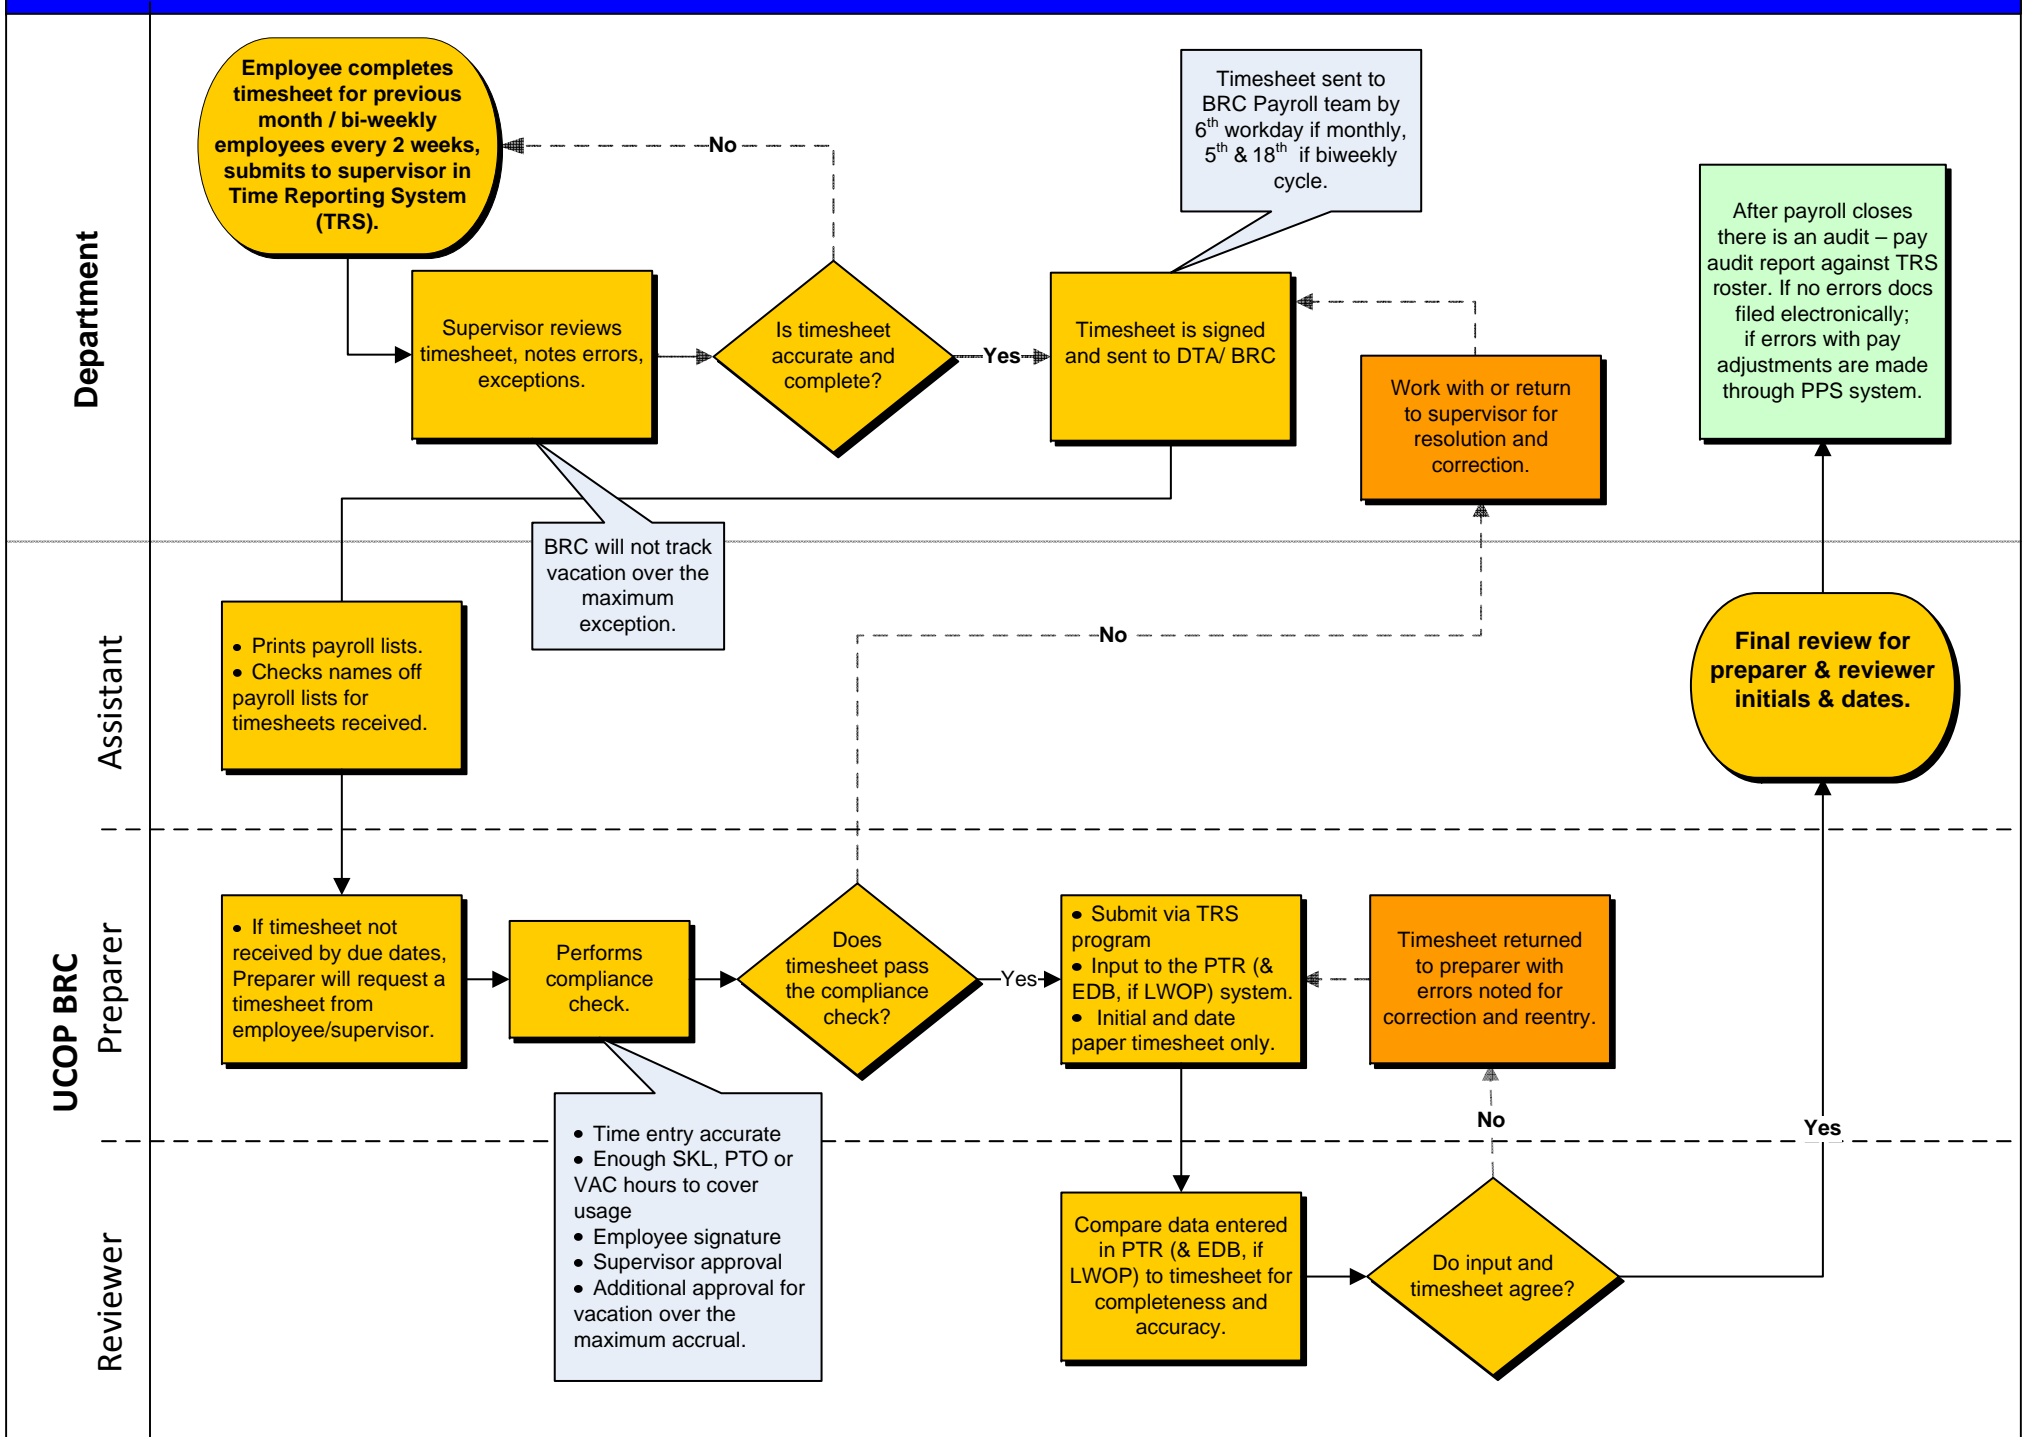 Department
Employee completes
timesheet for previous
month / bi-weekly
employees every 2 weeks,
submits to supervisor in
Time Reporting System
(TRS).
No
Timesheet sent to
BRC Payroll team by
6th workday if monthly,
5th & 18th if biweekly
cycle.
Supervisor reviews
timesheet, notes errors,
exceptions.
Is timesheet
accurate and
complete?
Yes
Timesheet is signed
and sent to DTA/ BRC
Work with or return
to supervisor for
resolution and
correction.
After payroll closes
there is an audit – pay
audit report against TRS
roster. If no errors docs
filed electronically;
if errors with pay
adjustments are made
through PPS system.
BRC will not track
vacation over the
maximum
exception.
UCOP BRC
Assistant
• Prints payroll lists.
• Checks names off
payroll lists for
timesheets received.
No
Final review for
preparer & reviewer
initials & dates.
Preparer
• If timesheet not
received by due dates,
Preparer will request a
timesheet from
employee/supervisor.
Performs
compliance
check.
Does
timesheet pass
the compliance
check?
Yes
• Submit via TRS
program
• Input to the PTR (&
EDB, if LWOP) system.
• Initial and date
paper timesheet only.
Timesheet returned
to preparer with
errors noted for
correction and reentry.
No
Yes
• Time entry accurate
• Enough SKL, PTO or
VAC hours to cover
usage
• Employee signature
• Supervisor approval
• Additional approval for
vacation over the
maximum accrual.
Reviewer
Compare data entered
in PTR (& EDB, if
LWOP) to timesheet for
completeness and
accuracy.
Do input and
timesheet agree?